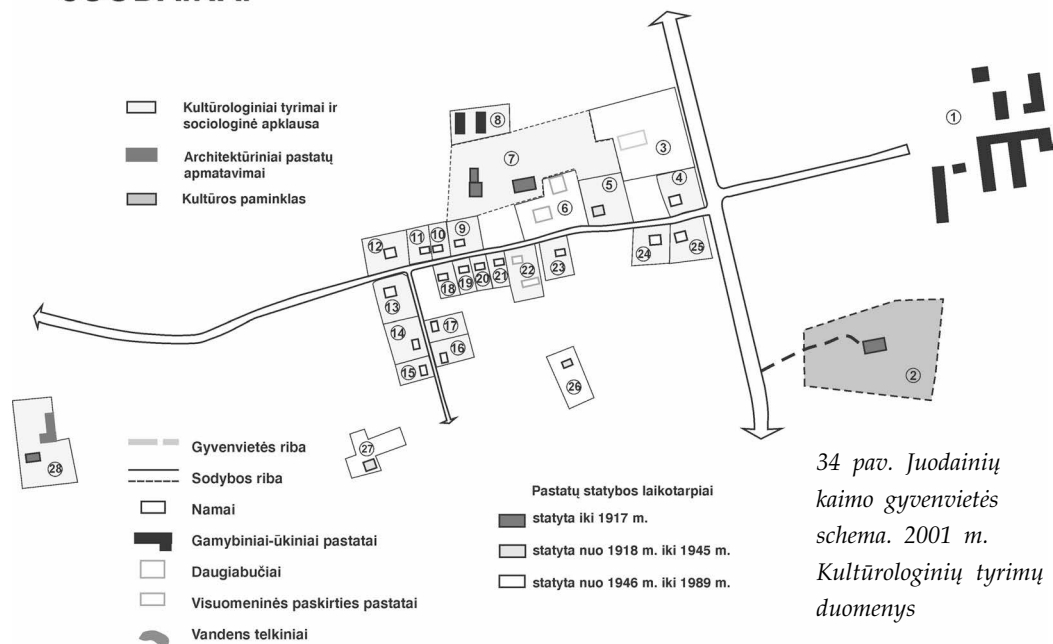 Kultūrologiniai tyrimai ir
sociologinė apklausa
Architektūriniai pastatų
apmatavimai
Kultūros paminklas
1
2
3
4
5
6
7
8
9
10
11
12
13
14
15
16
17
18
19
20
21
22
23
24
25
26
27
28
Gyvenvietės riba
Sodybos riba
Namai
Gamybiniai-ūkiniai pastatai
Daugiabučiai
Visuomeninės paskirties pastatai
Vandens telkiniai
Pastatų statybos laikotarpiai
statyta iki 1917 m.
statyta nuo 1918 m. iki 1945 m.
statyta nuo 1946 m. iki 1989 m.
34 pav. Juodainių
kaimo gyvenvietės
schema. 2001 m.
Kultūrologinių tyrimų
duomenys